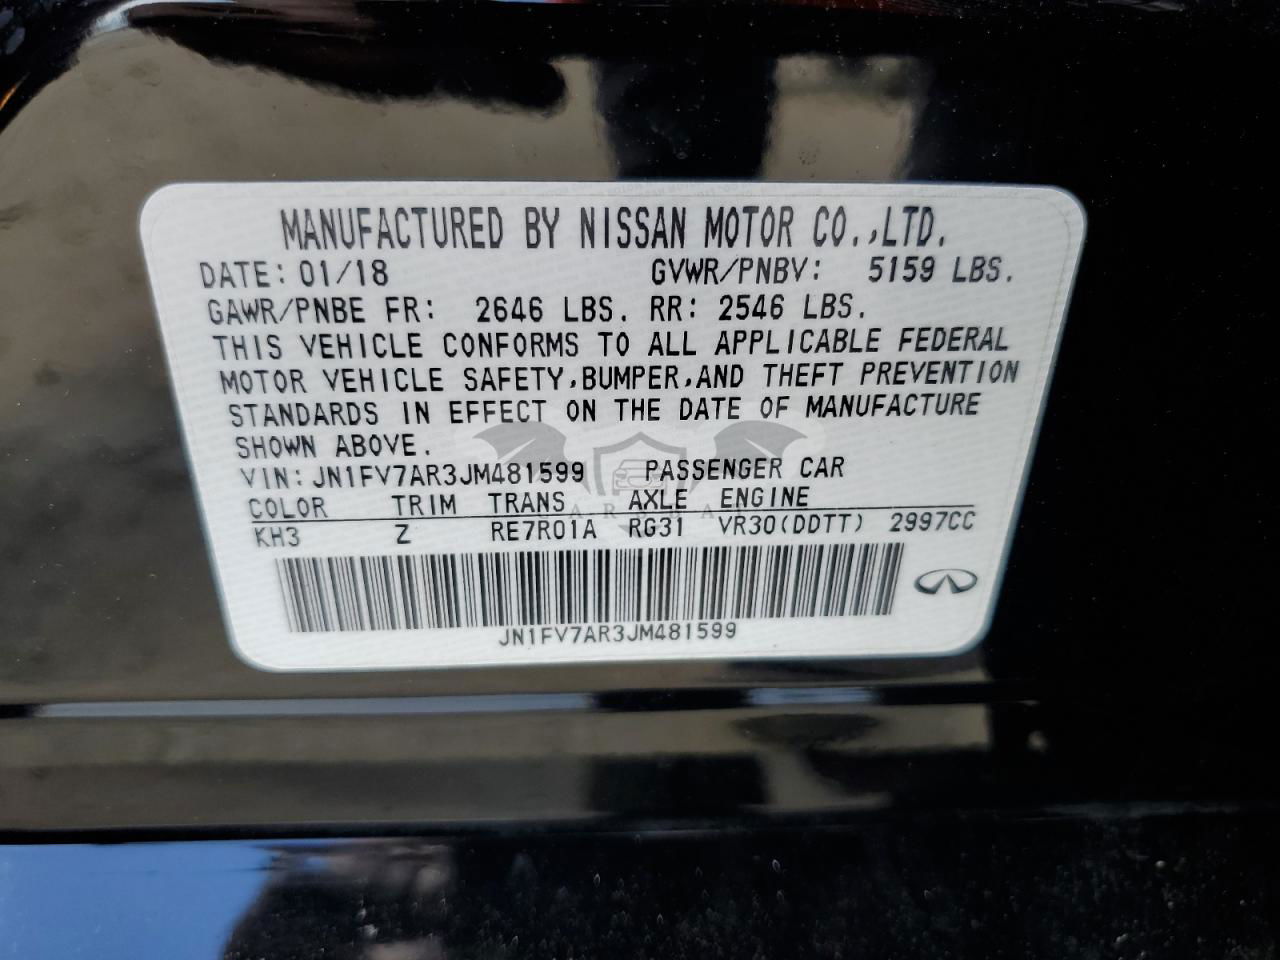 MANUFACTURED BY NISSAN MOTOR CO.,LTD.
DATE: 01/18 GVWR/PNBV: 5159 LBS.
GAWR/PNBE FR: 2646 LBS. RR: 2546 LBS.
THIS VEHICLE CONFORMS TO ALL APPLICABLE FEDERAL
MOTOR VEHICLE SAFETY,BUMPER,AND THEFT PREVENTION
STANDARDS IN EFFECT ON THE DATE OF MANUFACTURE
SHOWN ABOVE.
VIN:JN1FV7AR3JM481599 PASSENGER CAR
COLOR TRIM TRANS AXLE ENGINE
KH3 Z RE7R01A RG31 VR30(DDTT) 2997CC
JN1FV7AR3JM481599